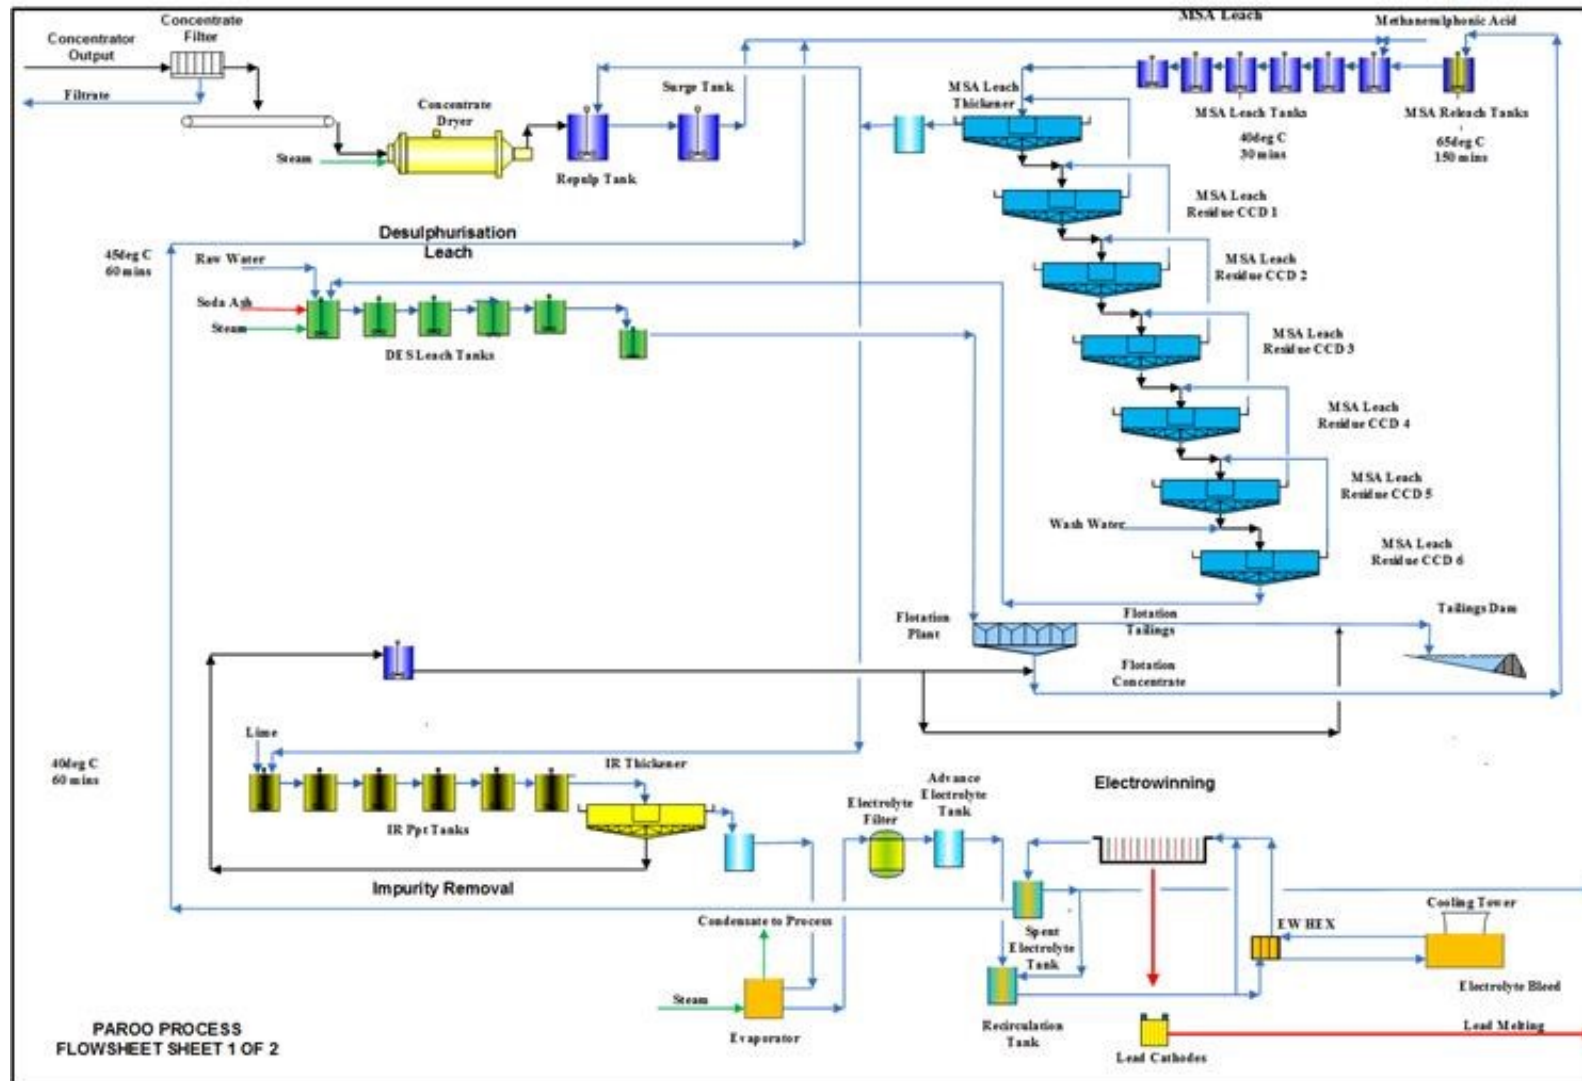 Concentrate
Filter
Concentrator
Output
Filtrate
Concentrate
Dryer
Steam
Repulp Tank
Surge Tank
MSA Leach
Methanesulphonic Acid
MSA Leach
Thickener
MSA Leach Tanks
40deg C
30 mins
MSA Releach Tanks
65deg C
150 mins
MSA Leach
Residue CCD 1
MSA Leach
Residue CCD 2
MSA Leach
Residue CCD 3
MSA Leach
Residue CCD 4
MSA Leach
Residue CCD 5
Wash Water
MSA Leach
Residue CCD 6
Desulphurisation
Leach
45deg C
60 mins
Raw Water
Soda Ash
Steam
DES Leach Tanks
Flotation
Plant
Flotation
Tailings
Tailings Dam
Flotation
Concentrate
Lime
40deg C
60 mins
IR Thickener
IR Ppt Tanks
Impurity Removal
Electrolyte
Filter
Advance
Electrolyte
Tank
Electrowinning
Condensate to Process
Steam
Evaporator
Spent
Electrolyte
Tank
Recirculation
Tank
EW HEX
Cooling Tower
Electrolyte Bleed
Lead Melting
Lead Cathodes
PAROO PROCESS
FLOWSHEET SHEET 1 OF 2